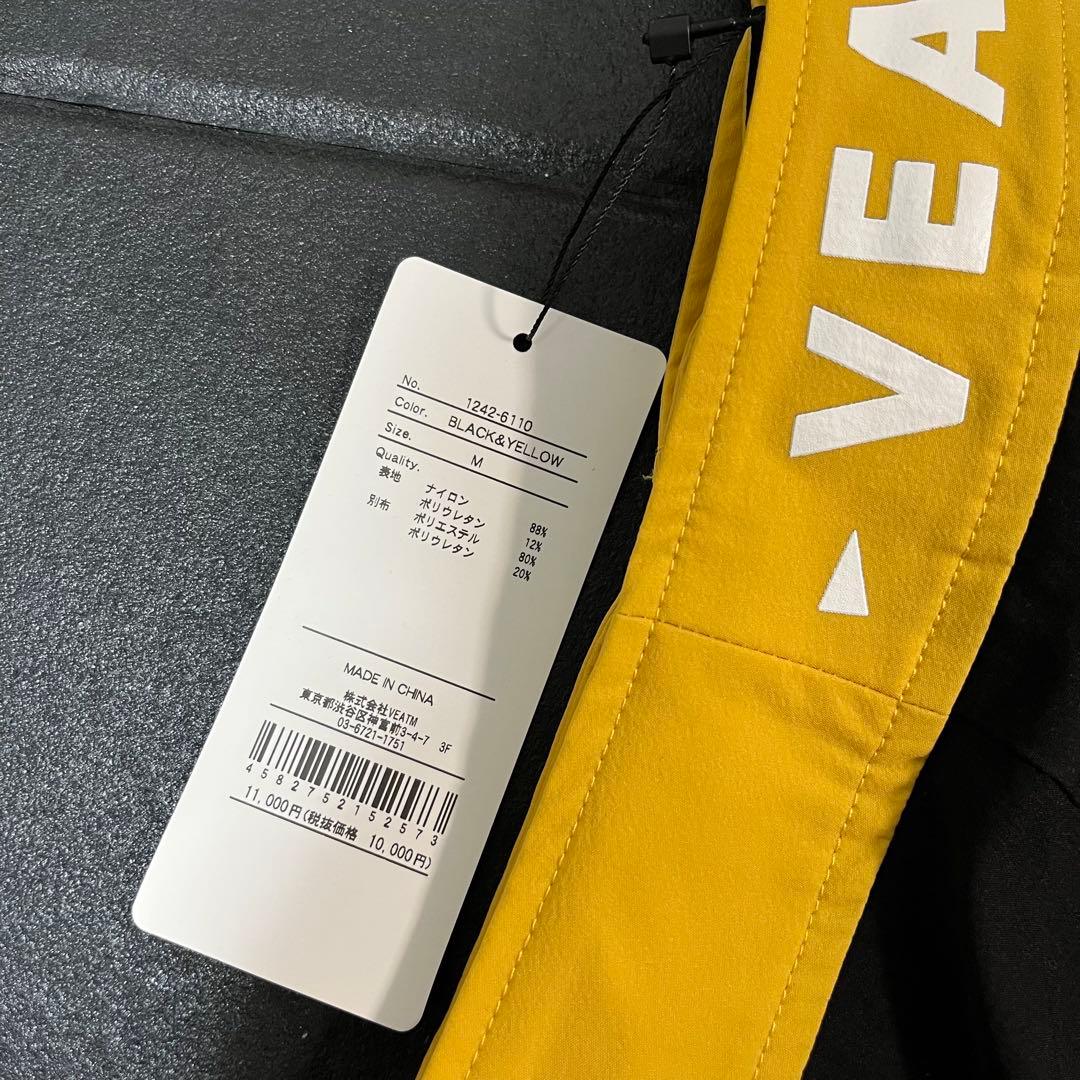 No. 1242-6110
Color. BLACK&YELLOW
Size. M
Quality.
表地 ナイロン 88%
ポリウレタン 12%
別布 ポリエステル 80%
ポリウレタン 20%
MADE IN CHINA
株式会社VEATM
東京都渋谷区神宮前3-4-7 3F
03-6721-1751
4582752152573
11,000円(税抜価格 10,000円)
VEA